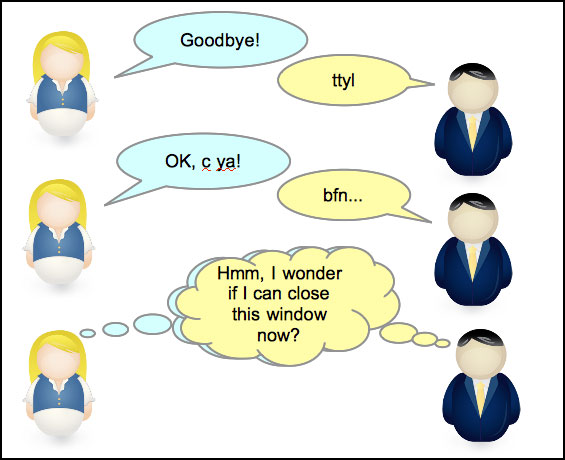 Goodbye!
ttyl
OK, c ya!
bfn...
Hmm, I wonder
if I can close
this window
now?